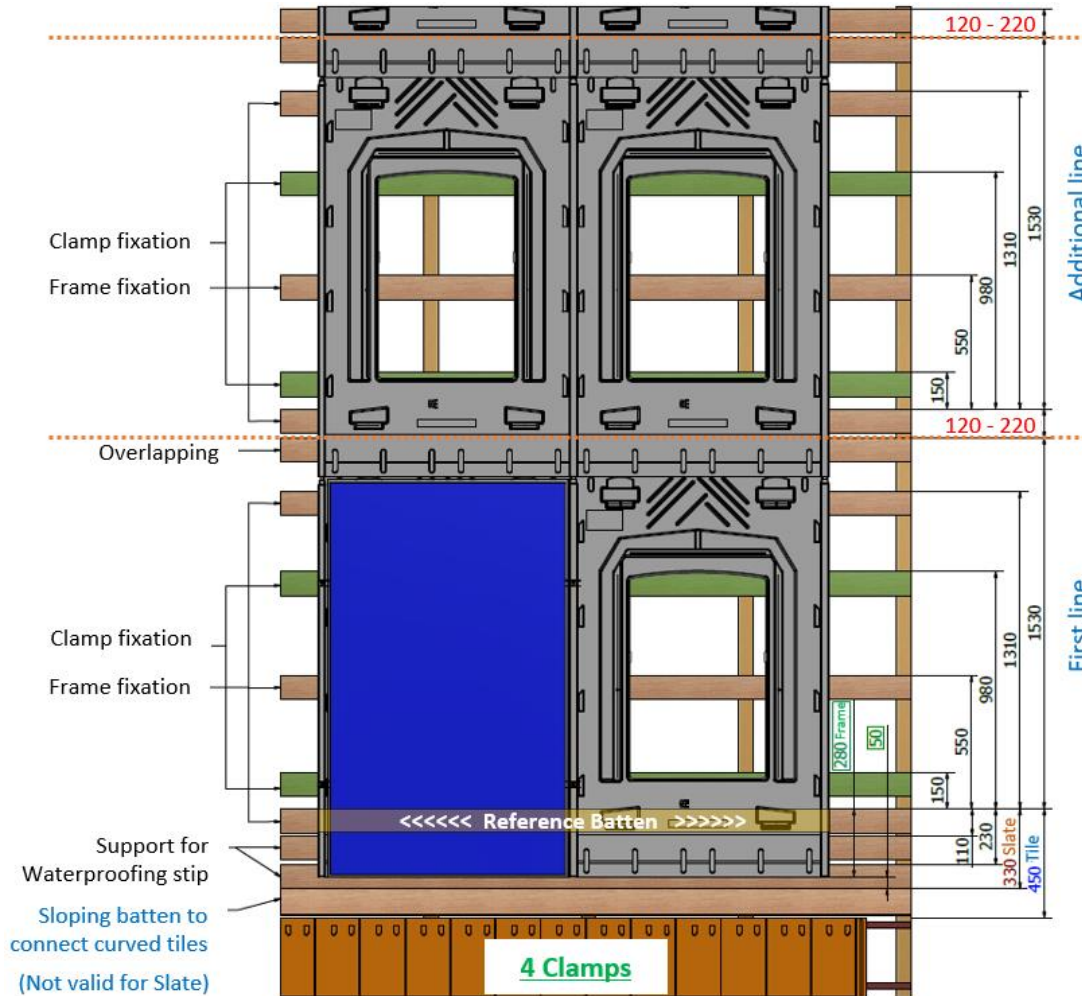 120 - 220
Clamp fixation
Frame fixation
1530
1310
980
550
150
Additional line
120 - 220
Overlapping
Clamp fixation
Frame fixation
1530
1310
980
550
150
First line
280 Frame
50
<<<<<< Reference Batten >>>>>>
110
230
330 Slate
450 Tile
Support for
Waterproofing stip
Sloping batten to
connect curved tiles
(Not valid for Slate)
4 Clamps